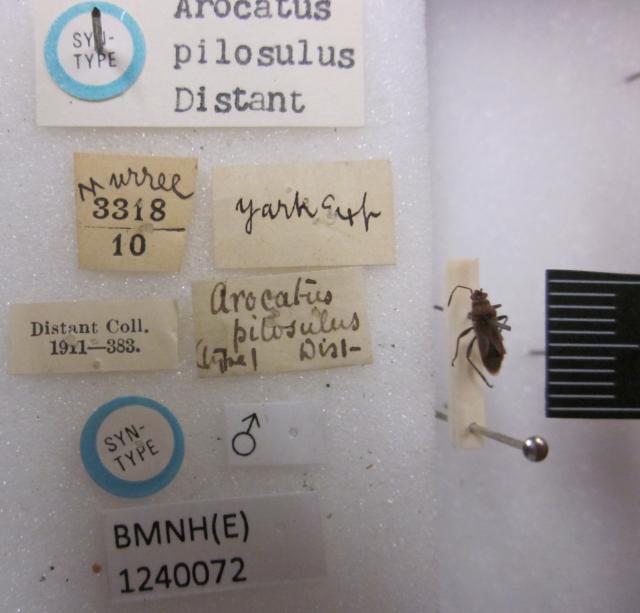 SYN-
TYPE
Arocatus
pilosulus
Distant
Murree
3318
10
yark Exp
Distant Coll.
1911—383.
Arocatus
pilosulus
(type) Dist-
SYN-
TYPE
♂
BMNH(E)
1240072